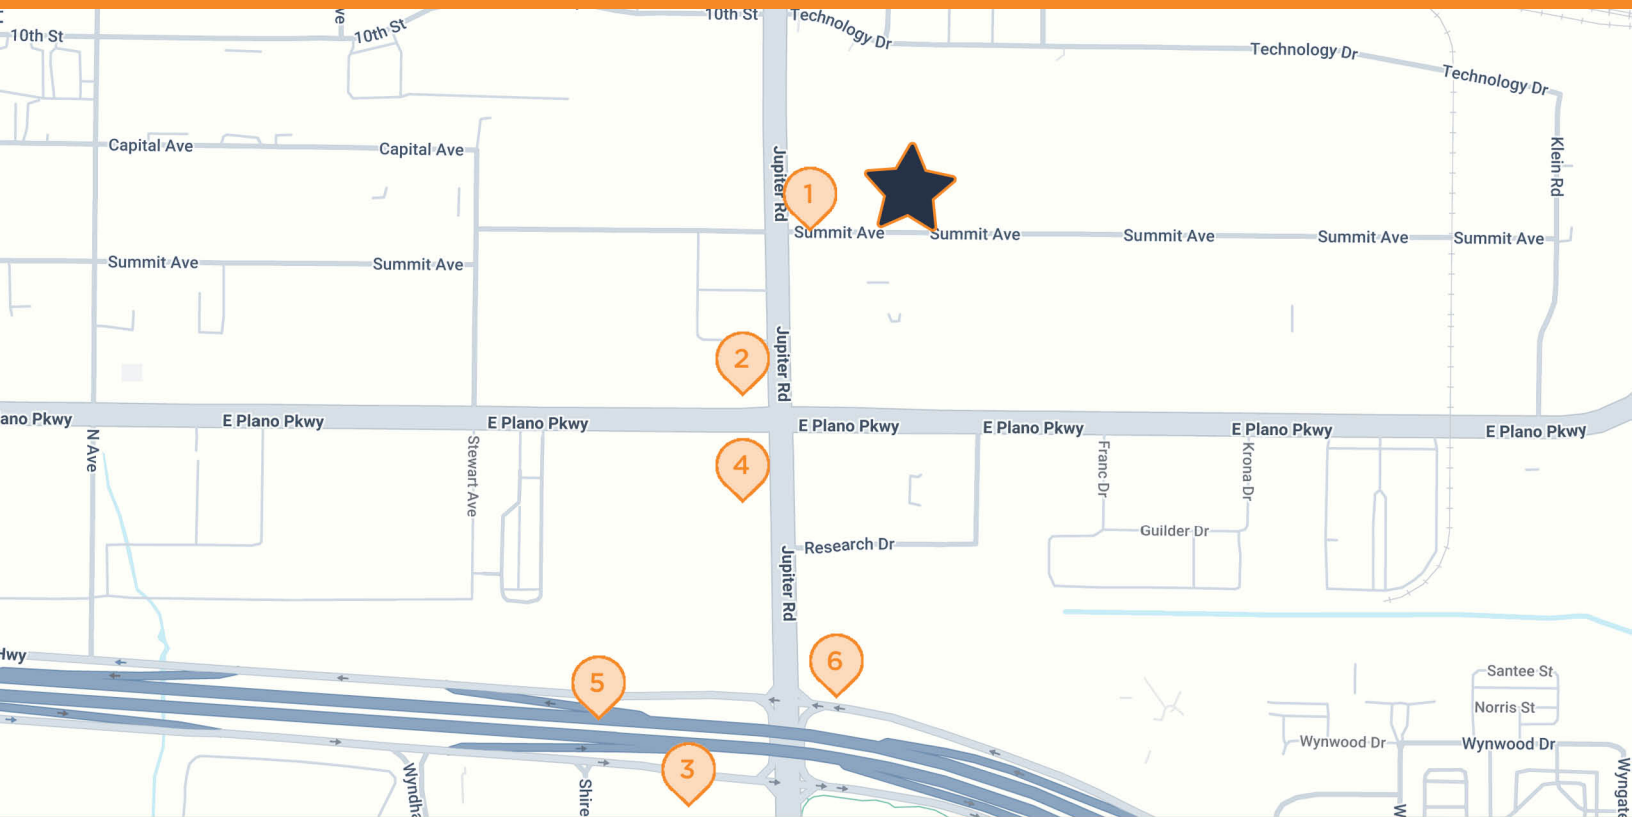 10th St
10th St
10th St
Technology Dr
Technology Dr
Technology Dr
Capital Ave
Capital Ave
Jupiter Rd
1
Klein Rd
Summit Ave
Summit Ave
Summit Ave
Summit Ave
Summit Ave
Summit Ave
Summit Ave
Jupiter Rd
2
E Plano Pkwy
E Plano Pkwy
E Plano Pkwy
E Plano Pkwy
E Plano Pkwy
E Plano Pkwy
N Ave
Stewart Ave
4
Franc Dr
Krona Dr
Guilder Dr
Research Dr
Jupiter Rd
6
5
3
Santee St
Norris St
Wynwood Dr
Wynwood Dr
Shire